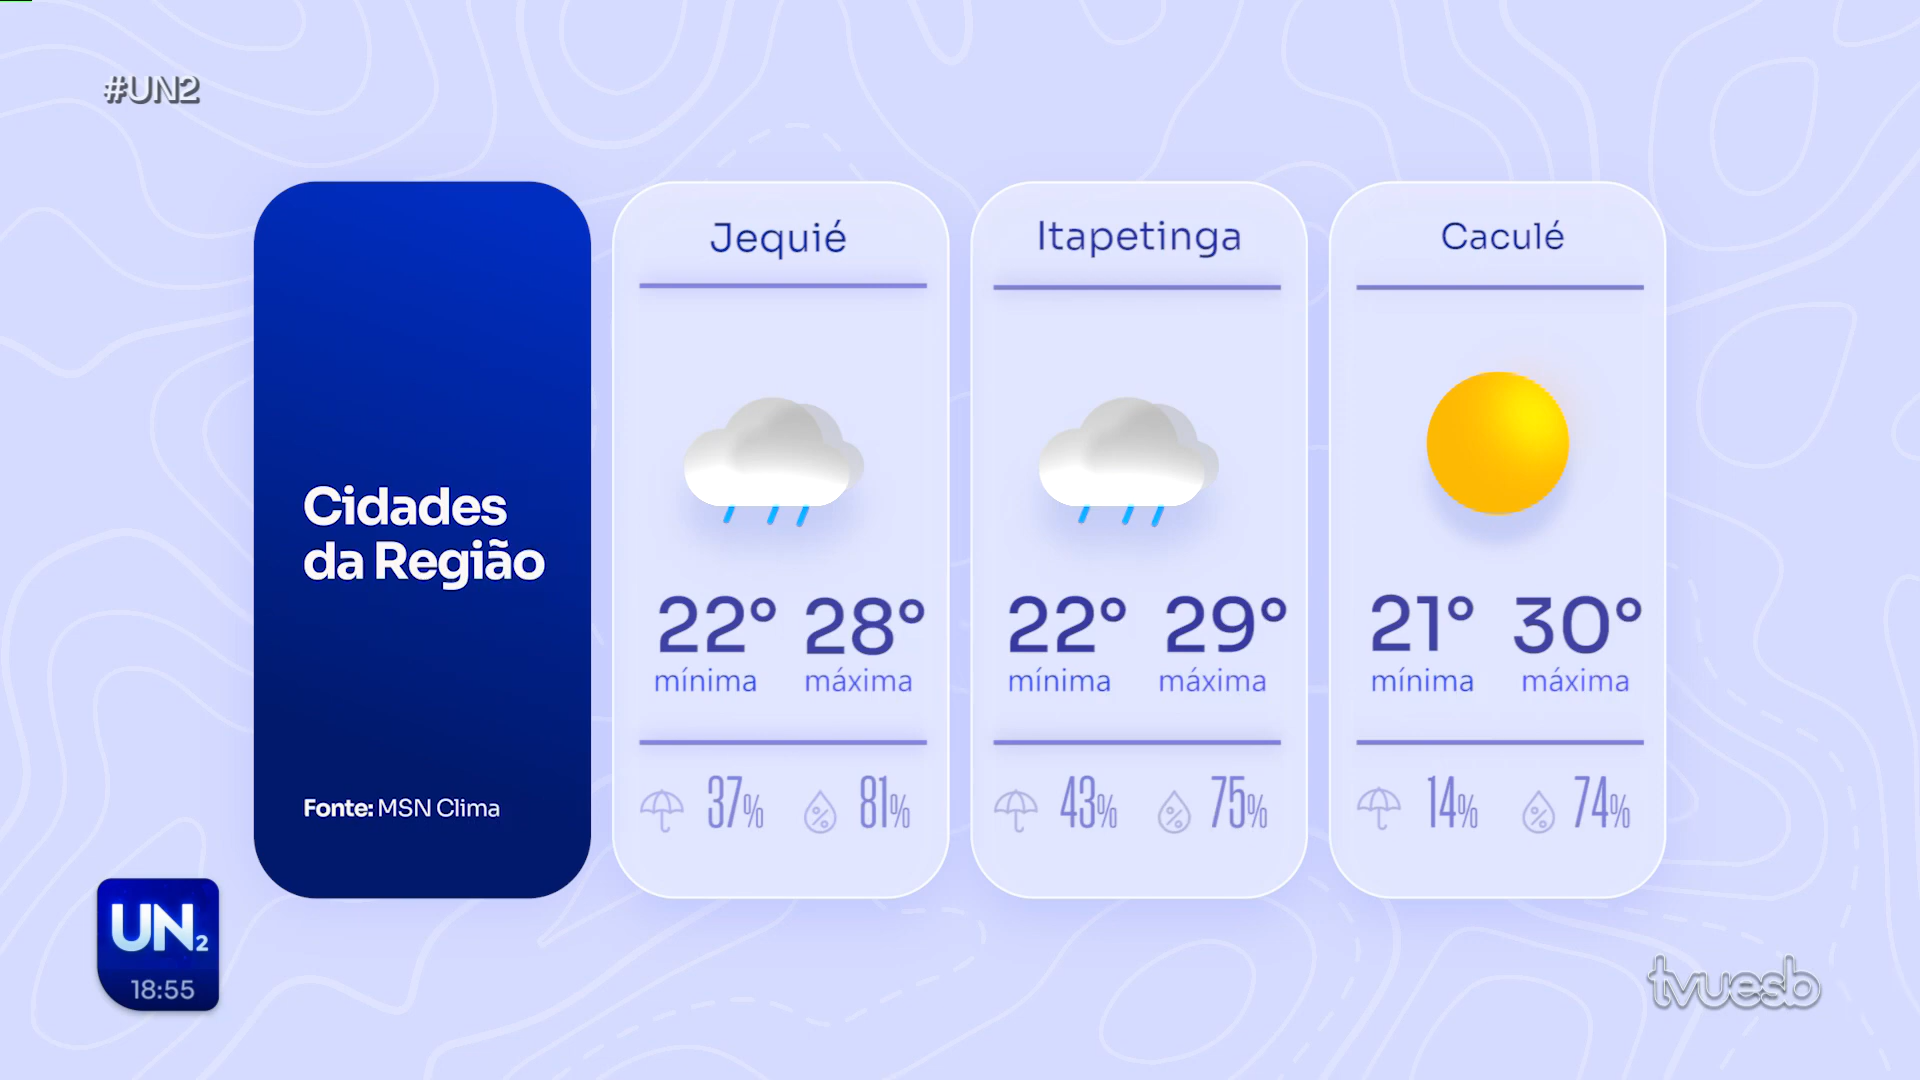 #UN2
Cidades
da Região
Fonte: MSN Clima
Jequié
22° 28°
mínima máxima
37% 81%
Itapetinga
22° 29°
mínima máxima
43% 75%
Caculé
21° 30°
mínima máxima
14% 74%
UN2
18:55
tvuesb